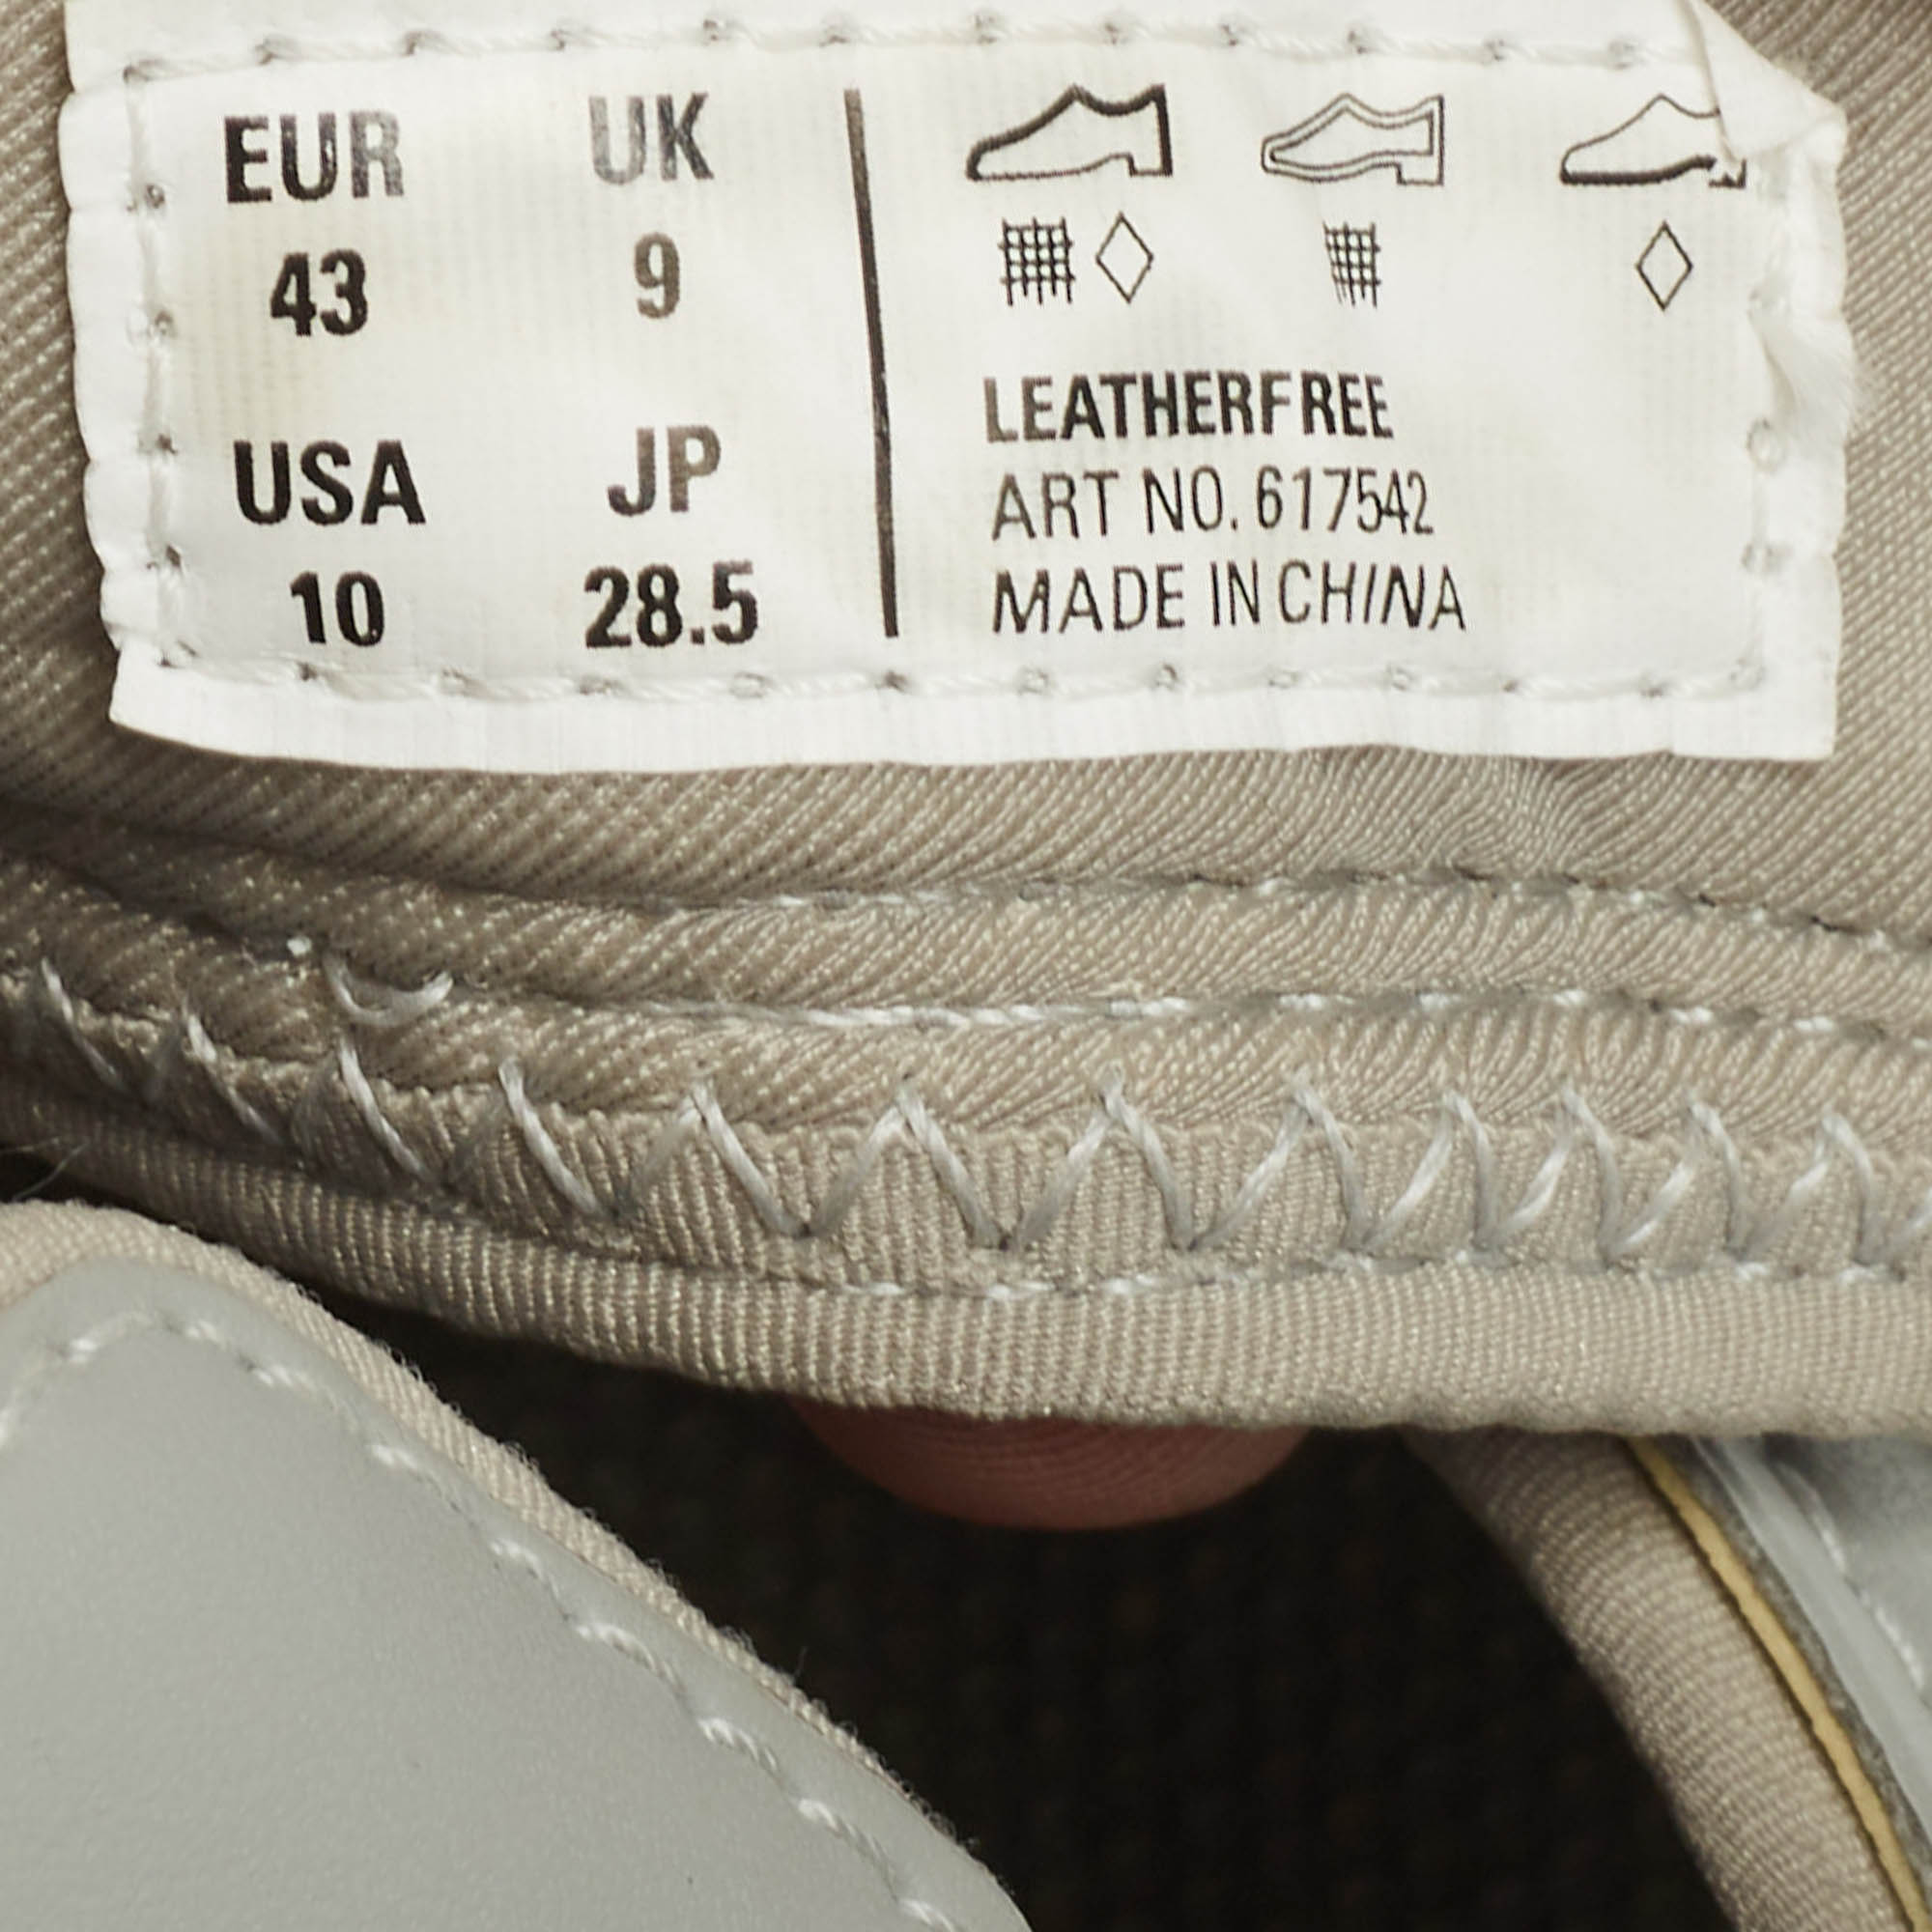 EUR UK
43 9
USA JP
10 28.5
LEATHERFREE
ART NO. 617542
MADE IN CHINA